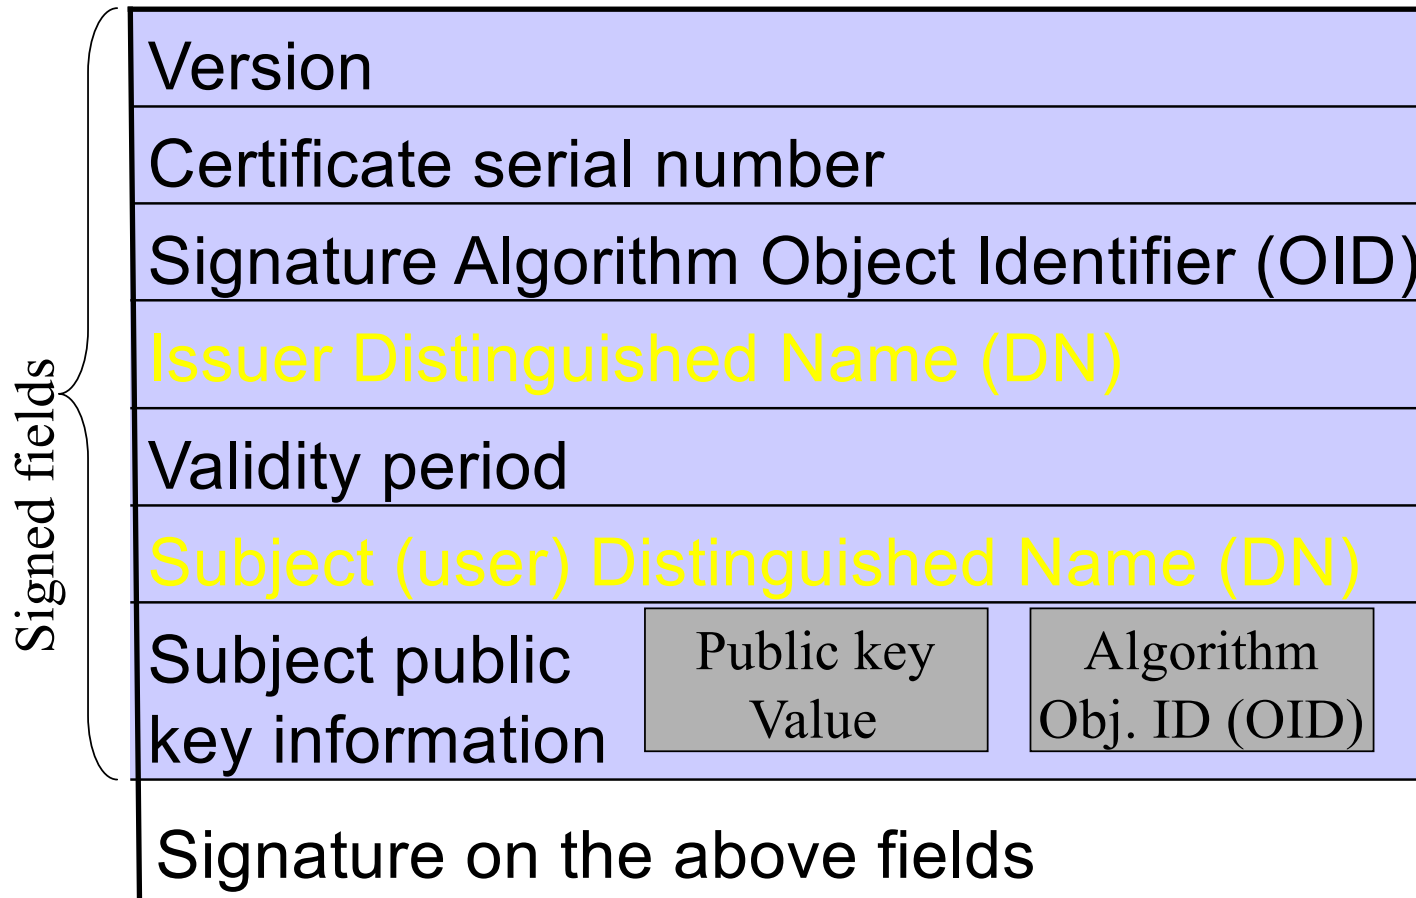 Version
Certificate serial number
Signature Algorithm Object Identifier (OID)
Issuer Distinguished Name (DN)
Validity period
Subject (user) Distinguished Name (DN)
Subject public
key information
Public key
Value
Algorithm
Obj. ID (OID)
Signature on the above fields
Signed fields